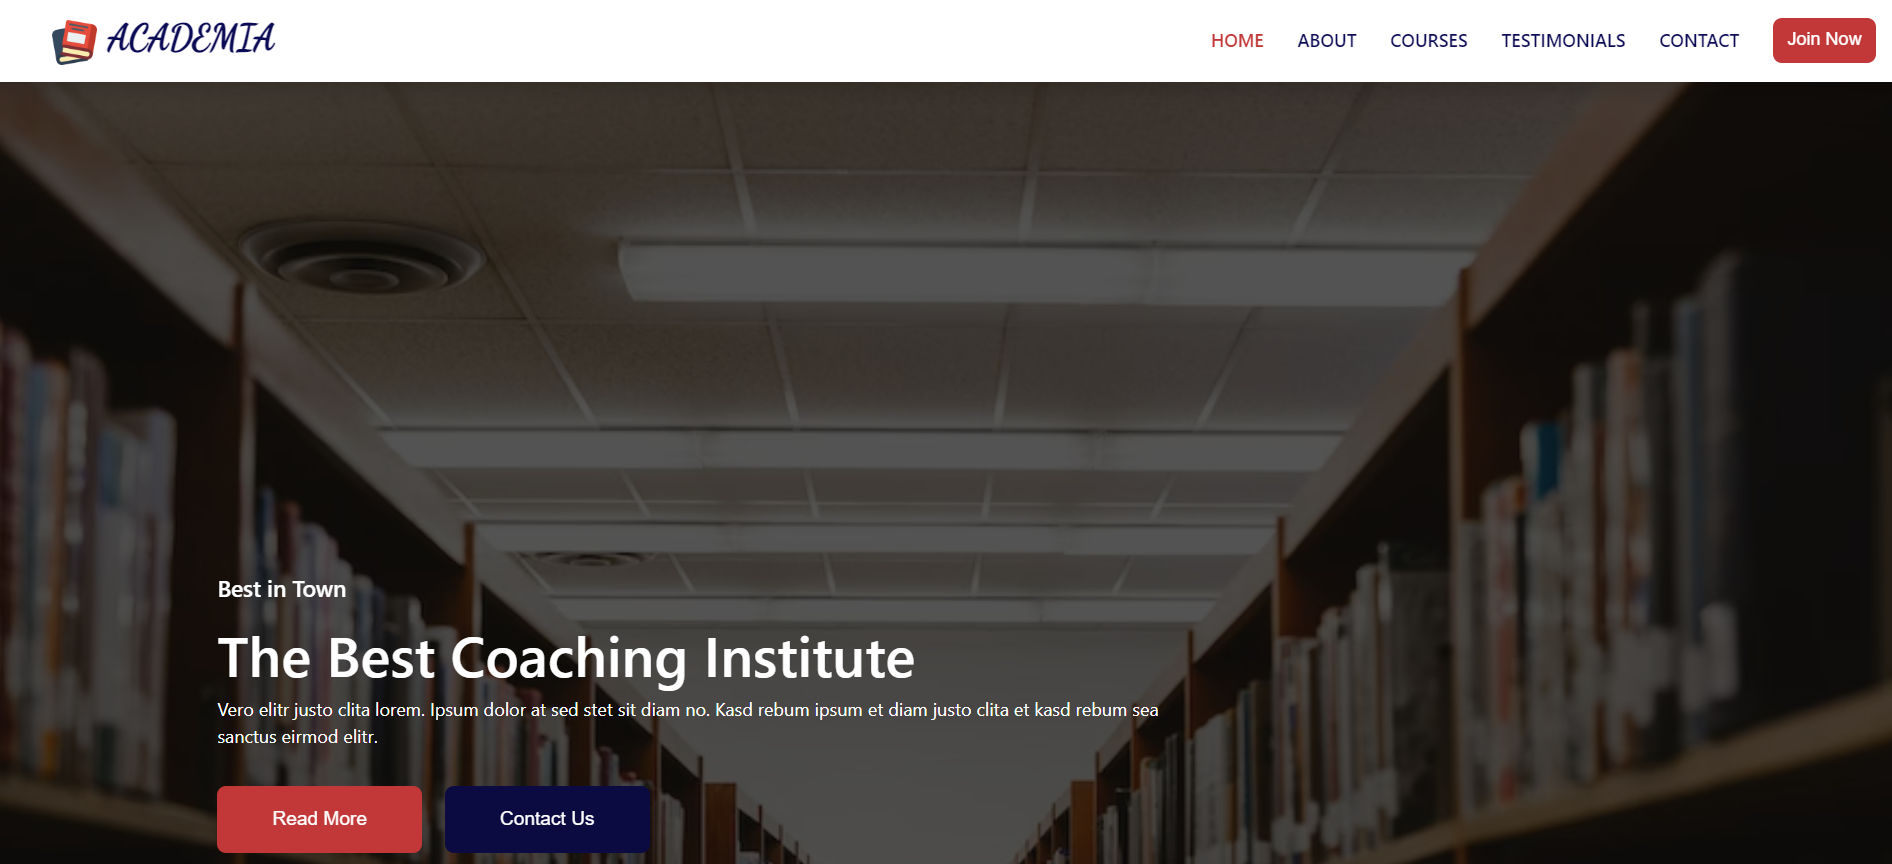 ACADEMIA
HOME ABOUT COURSES TESTIMONIALS CONTACT Join Now
Best in Town
The Best Coaching Institute
Vero elitr justo clita lorem. Ipsum dolor at sed stet sit diam no. Kasd rebum ipsum et diam justo clita et kasd rebum sea
sanctus eirmod elitr.
Read More Contact Us